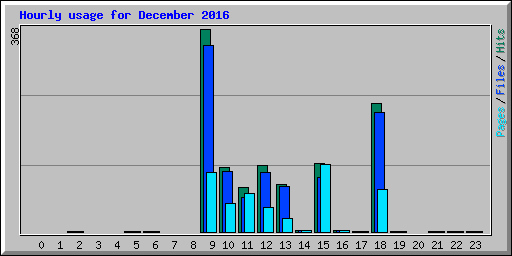 Hourly usage for December 2016
368
Pages/Files/Hits
0 1 2 3 4 5 6 7 8 9 10 11 12 13 14 15 16 17 18 19 20 21 22 23